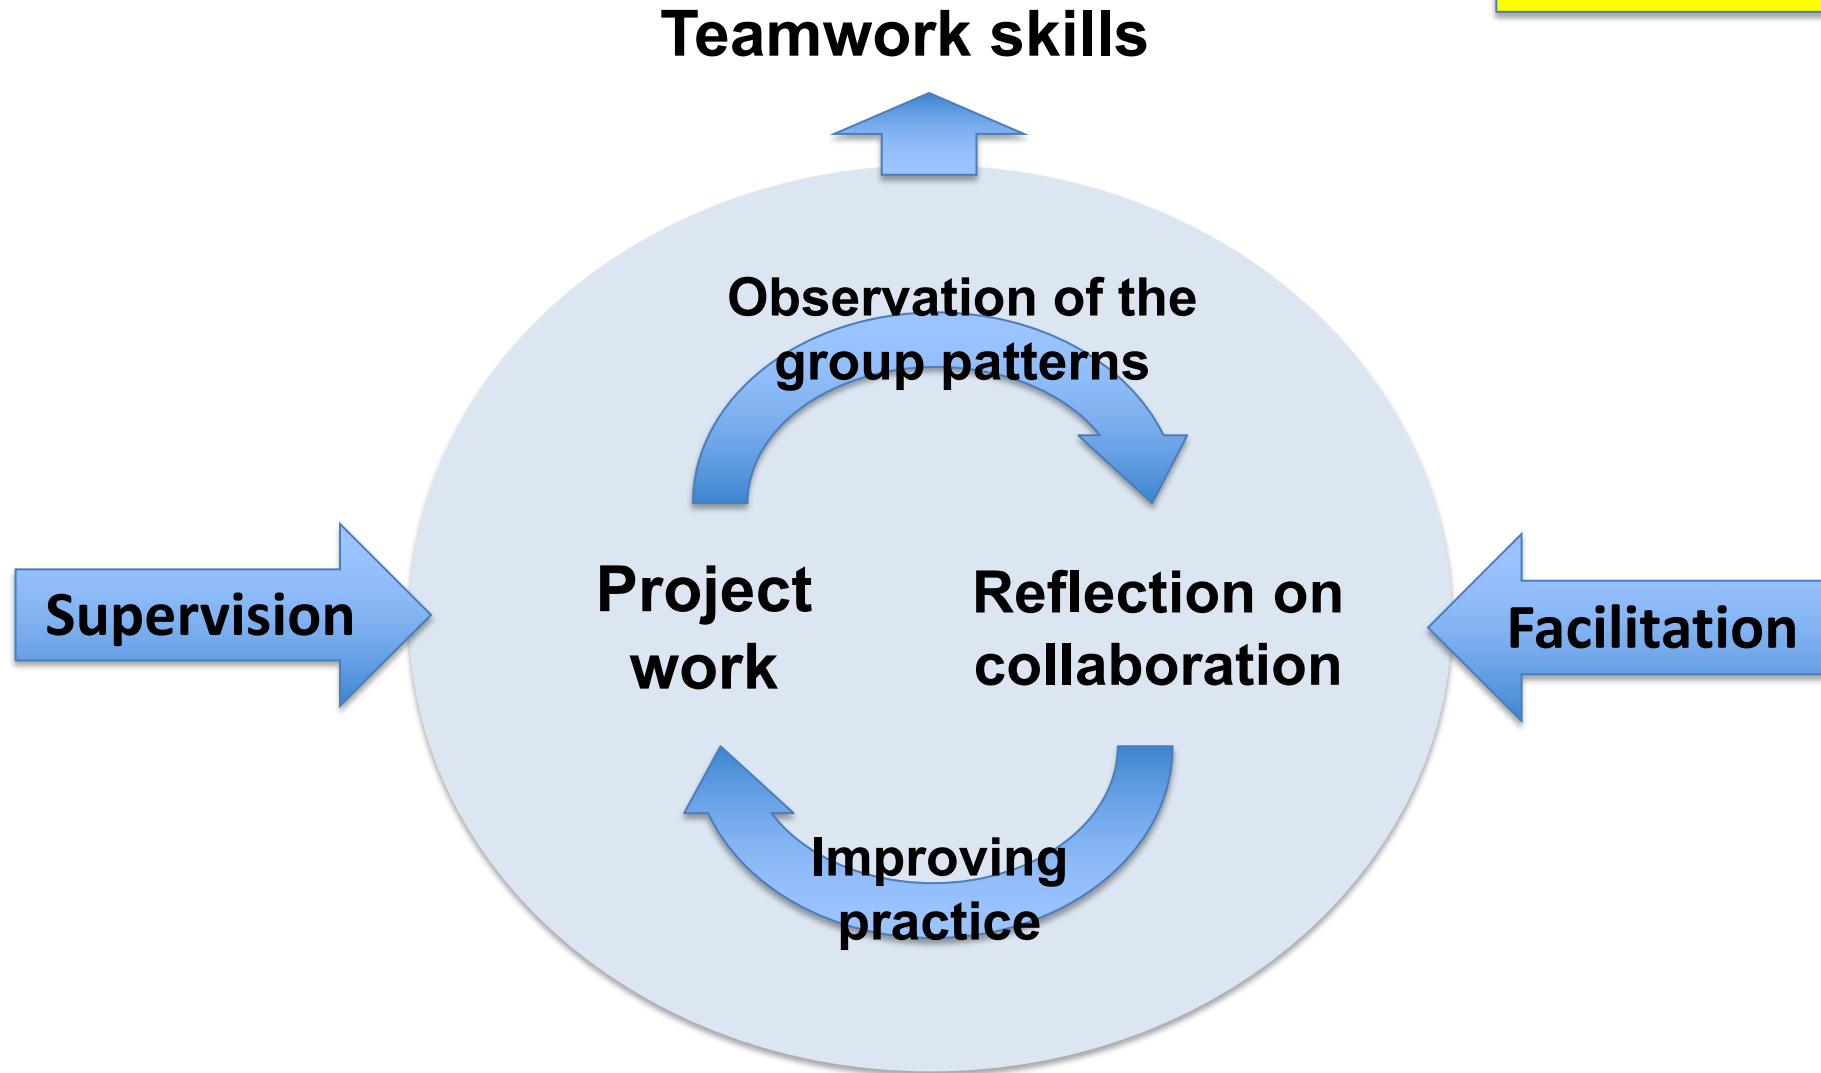 Teamwork skills
Observation of the
group patterns
Supervision
Project
work
Reflection on
collaboration
Facilitation
Improving
practice